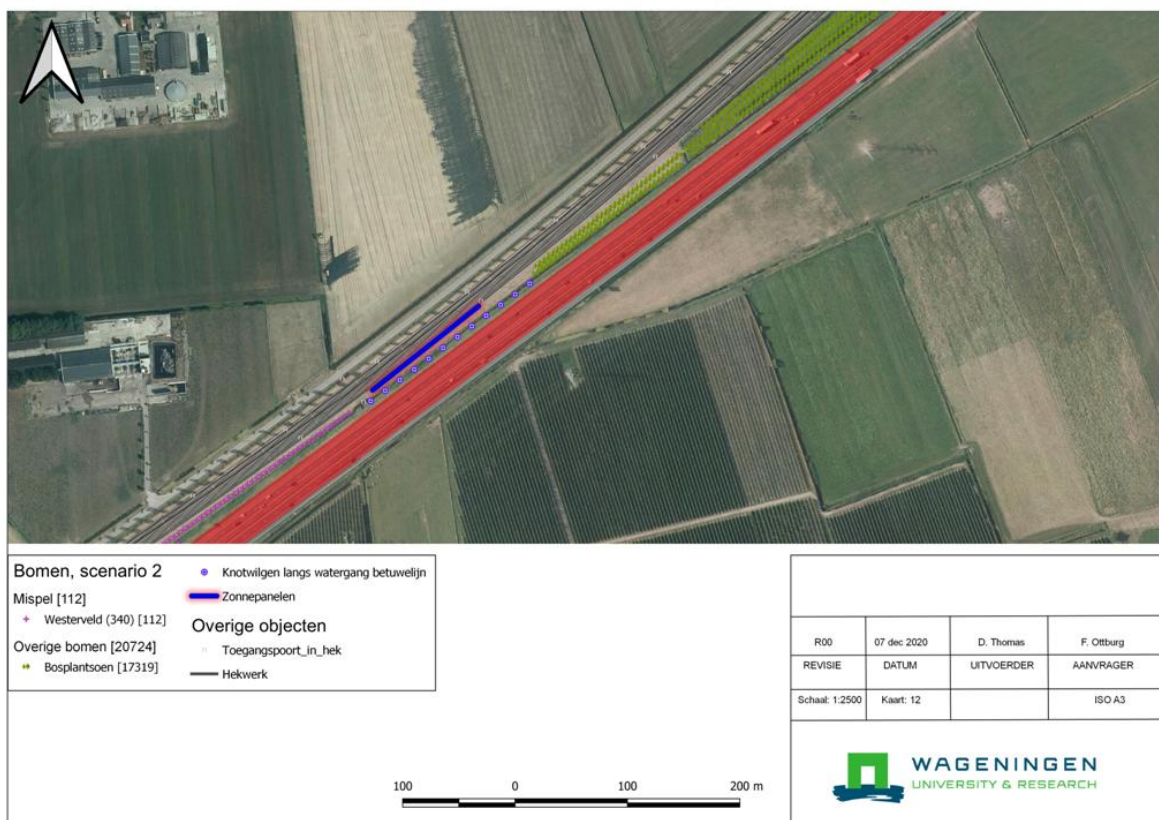 Bomen, scenario 2
Mispel [112]
Westerveld (340) [112]
Overige bomen [20724]
Bosplantsoen [17319]
Knotwilgen langs watergang betuwelijn
Zonnepanelen
Overige objecten
Toegangspoort_in_hek
Hekwerk
100 0 100 200 m
R00 07 dec 2020 D. Thomas F. Ottburg
REVISIE DATUM UITVOERDER AANVRAGER
Schaal: 1:2500 Kaart: 12 ISO A3
WAGENINGEN
UNIVERSITY & RESEARCH